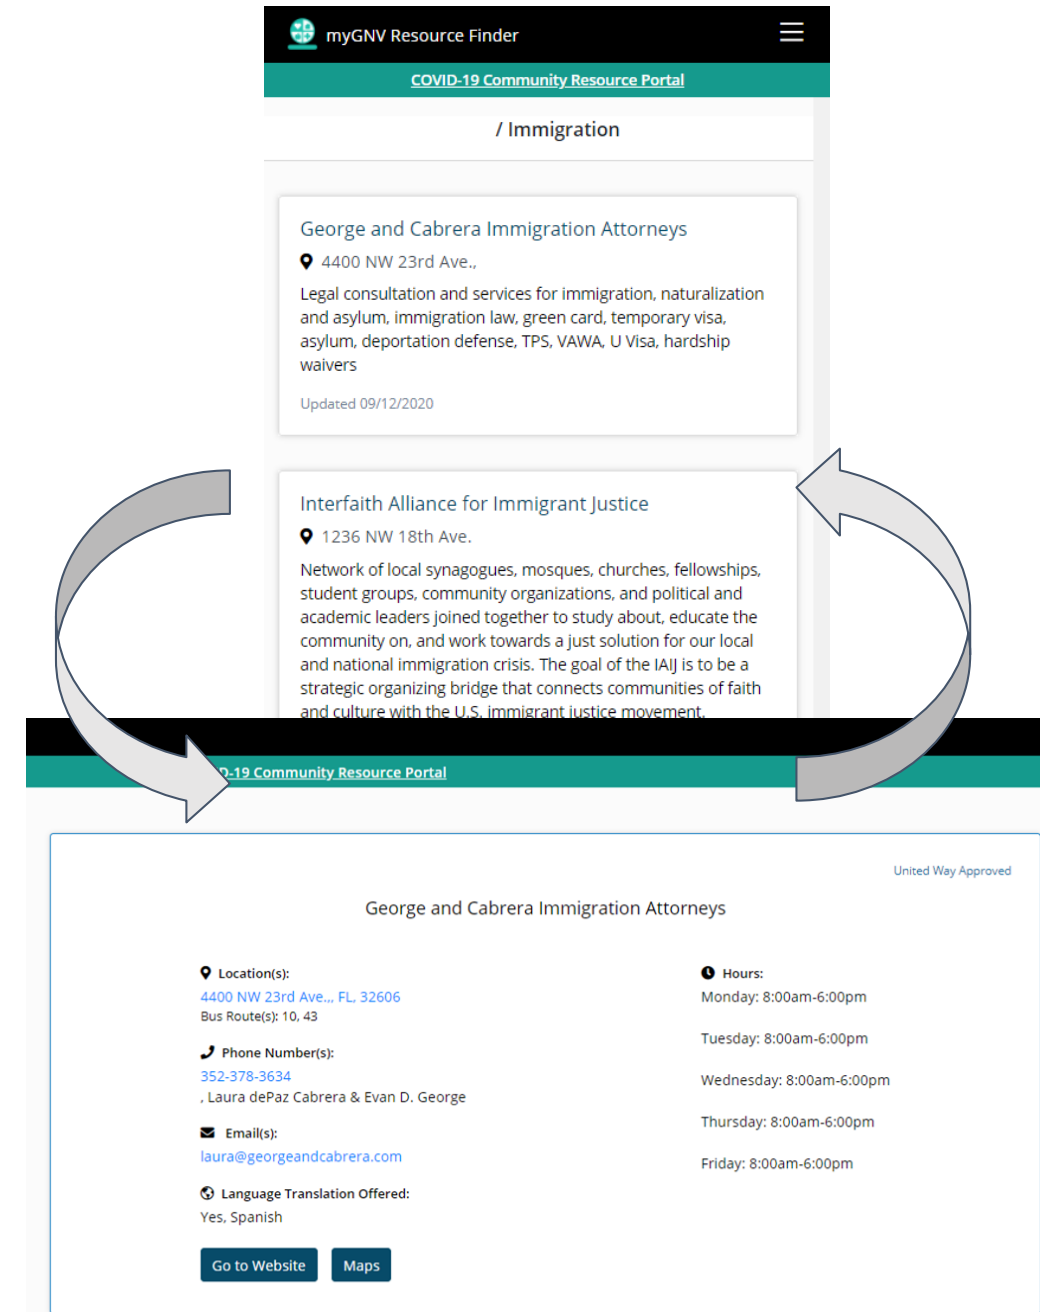 myGNV Resource Finder
COVID-19 Community Resource Portal
/ Immigration
George and Cabrera Immigration Attorneys
4400 NW 23rd Ave.,
Legal consultation and services for immigration, naturalization
and asylum, immigration law, green card, temporary visa,
asylum, deportation defense, TPS, VAWA, U Visa, hardship
waivers
Updated 09/12/2020
Interfaith Alliance for Immigrant Justice
1236 NW 18th Ave.
Network of local synagogues, mosques, churches, fellowships,
student groups, community organizations, and political and
academic leaders joined together to study about, educate the
community on, and work towards a just solution for our local
and national immigration crisis. The goal of the IAIJ is to be a
strategic organizing bridge that connects communities of faith
and culture with the U.S. immigrant justice movement.
D-19 Community Resource Portal
United Way Approved
George and Cabrera Immigration Attorneys
Location(s):
4400 NW 23rd Ave.,, FL, 32606
Bus Route(s): 10, 43
Phone Number(s):
352-378-3634
, Laura dePaz Cabrera & Evan D. George
Email(s):
laura@georgeandcabrera.com
Language Translation Offered:
Yes, Spanish
Go to Website
Maps
Hours:
Monday: 8:00am-6:00pm
Tuesday: 8:00am-6:00pm
Wednesday: 8:00am-6:00pm
Thursday: 8:00am-6:00pm
Friday: 8:00am-6:00pm